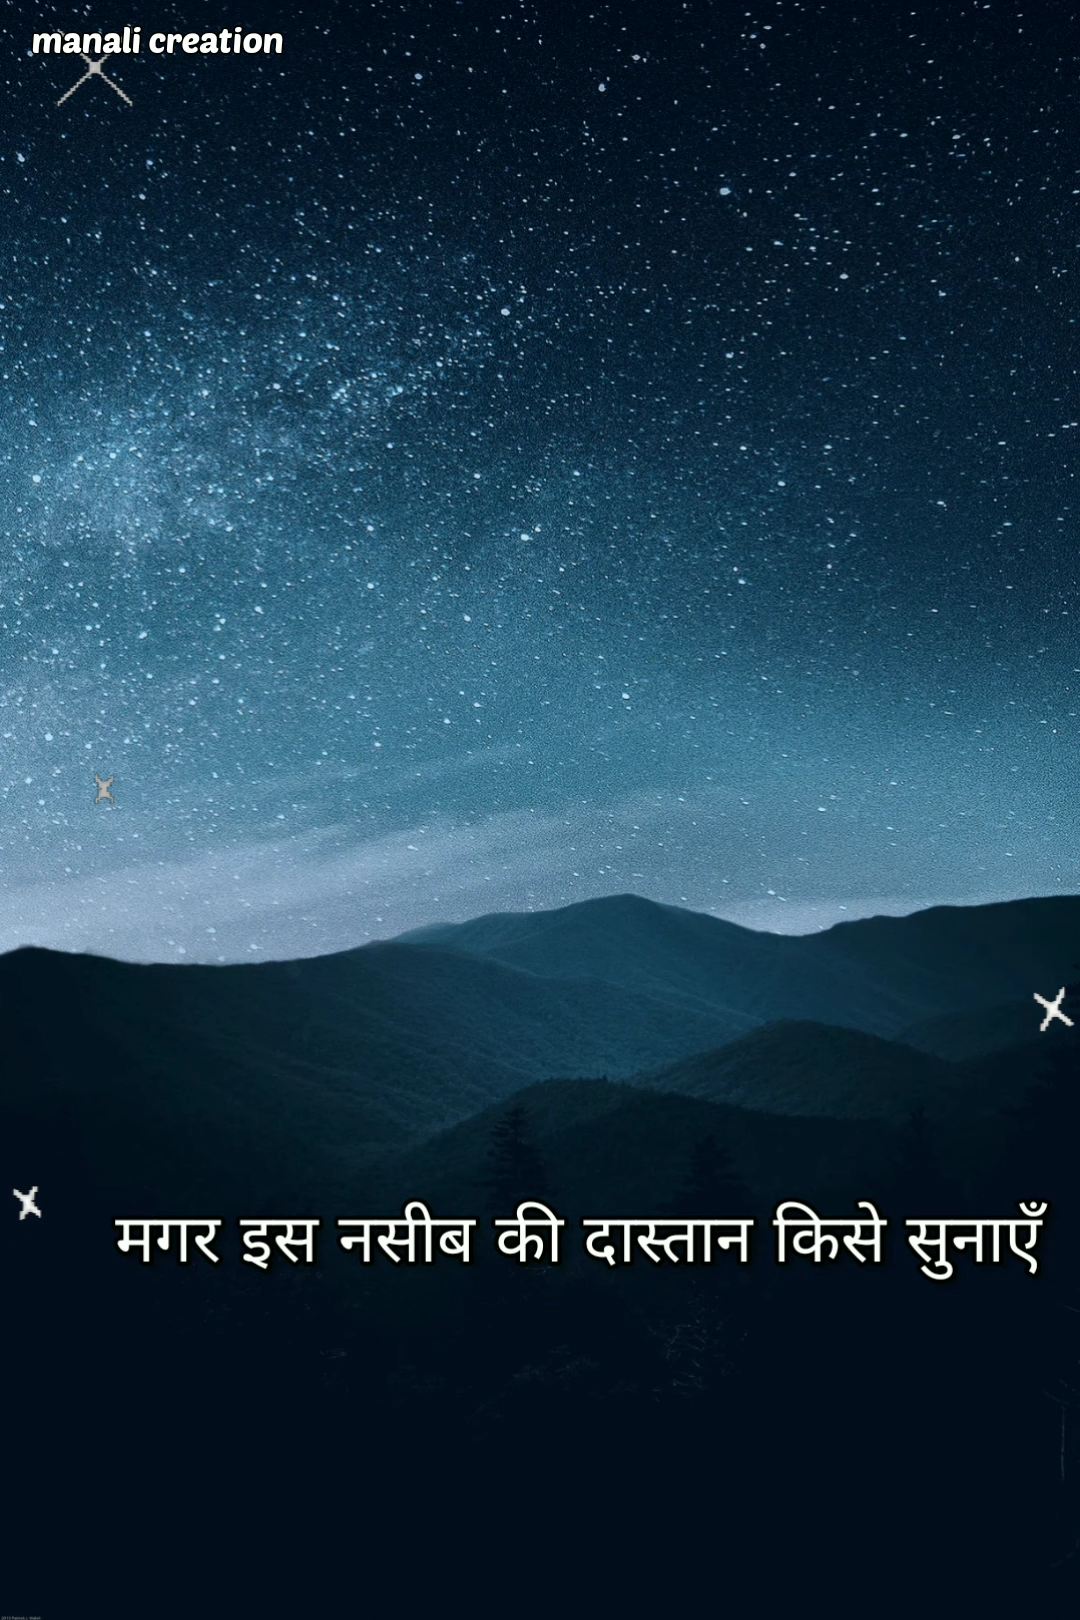 manali creation
मगर इस नसीब की दास्तान किसे सुनाएँ